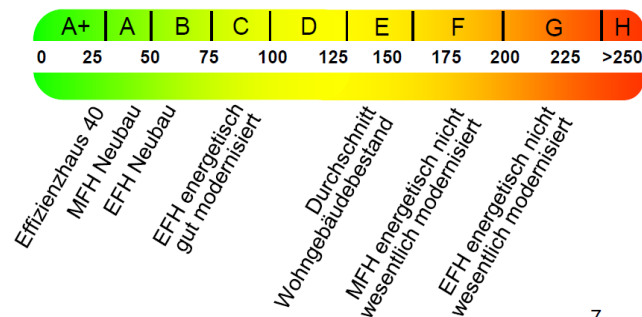 A+ A B C D E F G H
0 25 50 75 100 125 150 175 200 225 >250
Effizienzhaus 40
MFH Neubau
EFH Neubau
EFH energetisch
gut modernisiert
Durchschnitt
Wohngebäudebestand
MFH energetisch nicht
wesentlich modernisiert
EFH energetisch nicht
wesentlich modernisiert
7